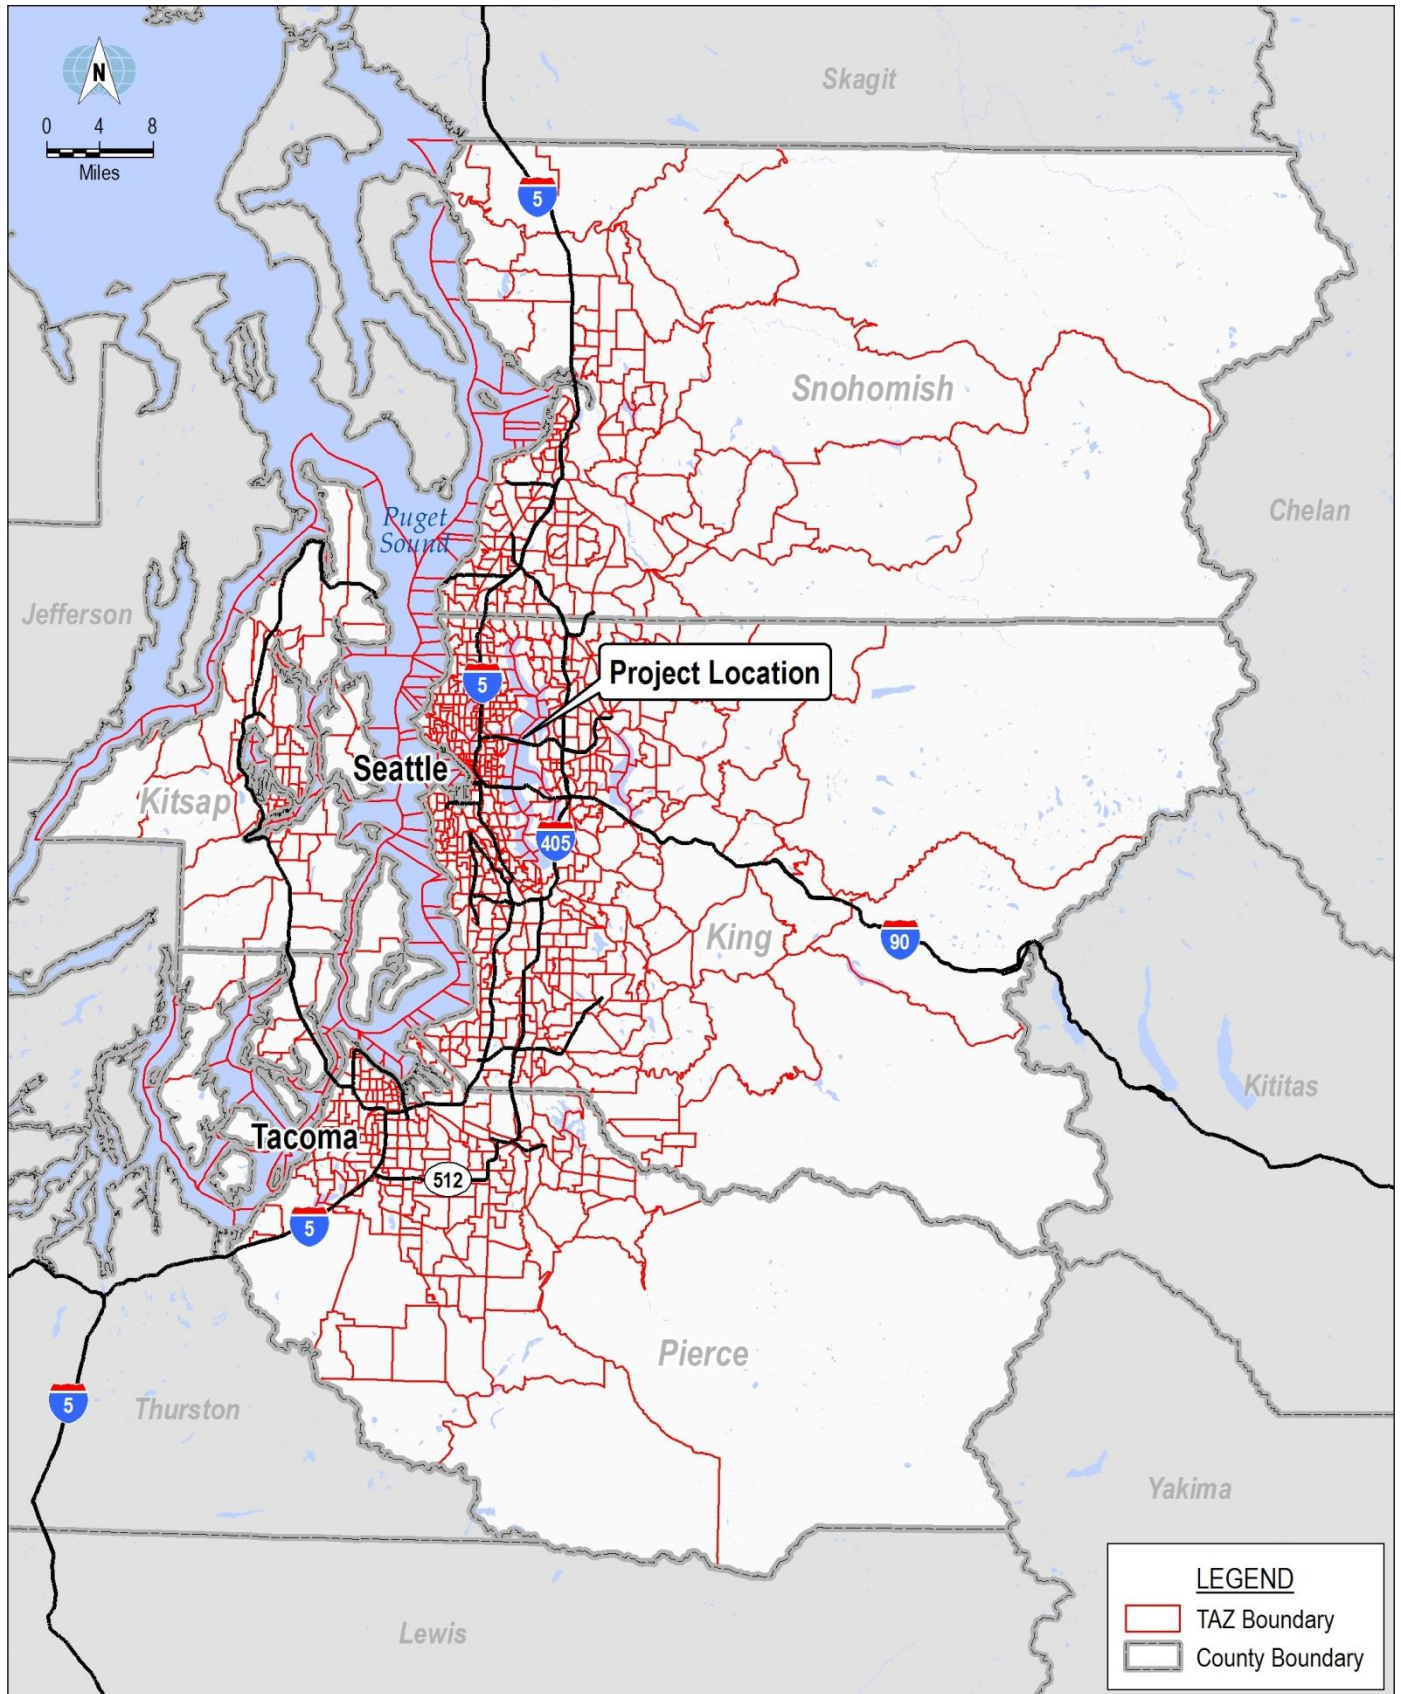 N
0 4 8
Miles
Skagit
5
Snohomish
Puget
Sound
Chelan
Jefferson
5
Project Location
Seattle
Kitsap
405
King
90
Kititas
Tacoma
512
5
Pierce
5
Thurston
Yakima
Lewis
LEGEND
TAZ Boundary
County Boundary